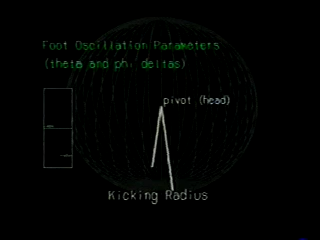 Foot Oscillation Parameters
(theta and phi deltas)
pivot (head)
Kicking Radius